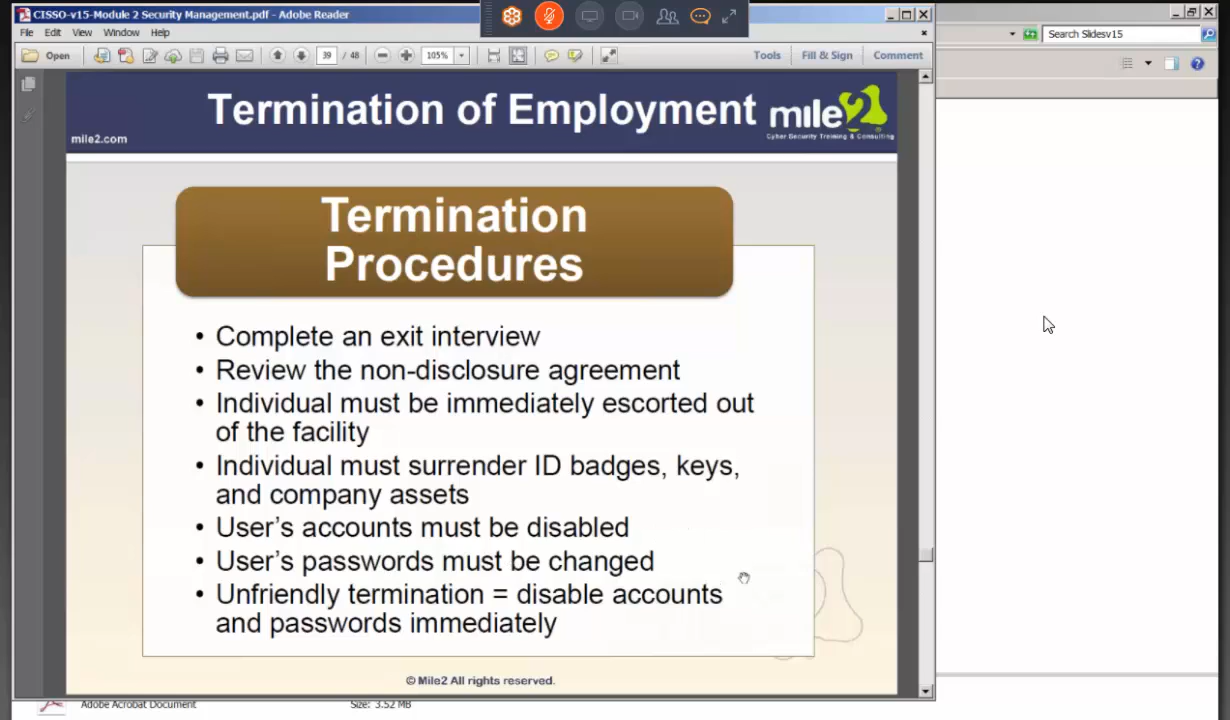 CISSO-v15-Module 2 Security Management.pdf - Adobe Reader
File Edit View Window Help
Search Slidesv15
Open 39 / 48 105% Tools Fill & Sign Comment
Termination of Employment
mile2
Cyber Security Training & Consulting
mile2.com
Termination
Procedures
• Complete an exit interview
• Review the non-disclosure agreement
• Individual must be immediately escorted out
of the facility
• Individual must surrender ID badges, keys,
and company assets
• User's accounts must be disabled
• User's passwords must be changed
• Unfriendly termination = disable accounts
and passwords immediately
© Mile2 All rights reserved.
Adobe Acrobat Document Size: 3.52 MB